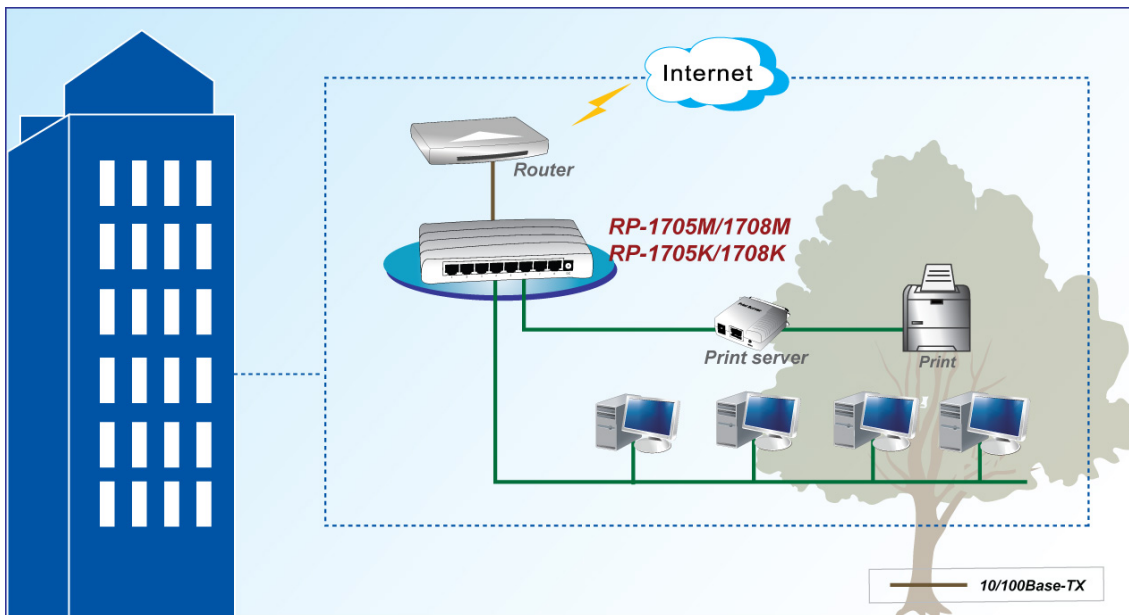 Internet
Router
RP-1705M/1708M
RP-1705K/1708K
Print server
Print
10/100Base-TX